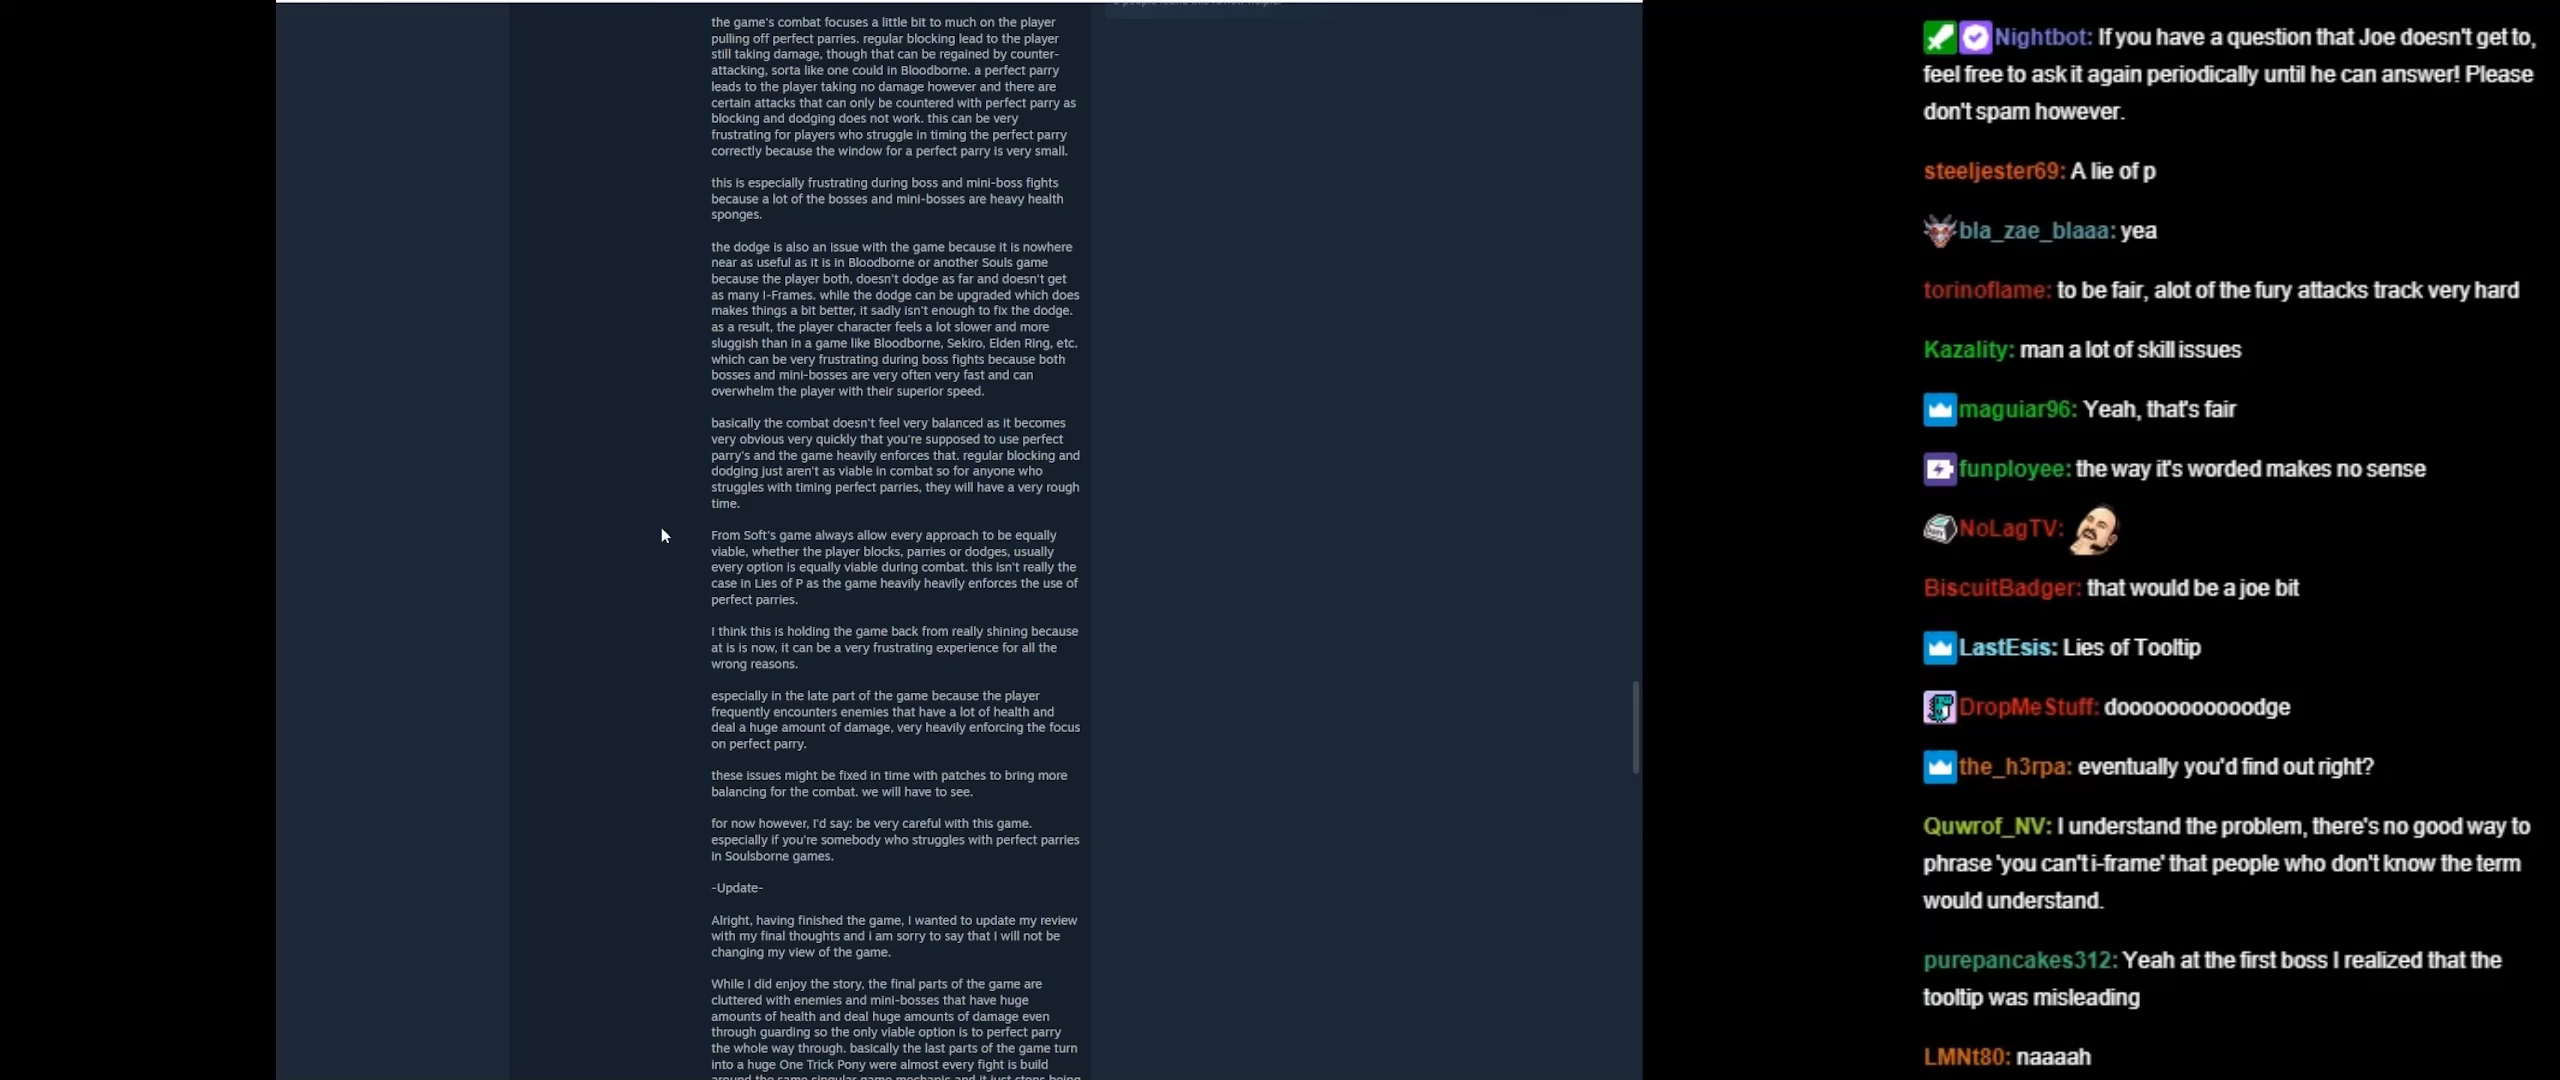 the game's combat focuses a little bit to much on the player
pulling off perfect parries. regular blocking lead to the player
still taking damage, though that can be regained by counter-
attacking, sorta like one could in Bloodborne. a perfect parry
leads to the player taking no damage however and there are
certain attacks that can only be countered with perfect parry as
blocking and dodging does not work. this can be very
frustrating for players who struggle in timing the perfect parry
correctly because the window for a perfect parry is very small.
this is especially frustrating during boss and mini-boss fights
because a lot of the bosses and mini-bosses are heavy health
sponges.
the dodge is also an issue with the game because it is nowhere
near as useful as it is in Bloodborne or another Souls game
because the player both, doesn't dodge as far and doesn't get
as many I-Frames. while the dodge can be upgraded which does
makes things a bit better, it sadly isn't enough to fix the dodge.
as a result, the player character feels a lot slower and more
sluggish than in a game like Bloodborne, Sekiro, Elden Ring, etc.
which can be very frustrating during boss fights because both
bosses and mini-bosses are very often very fast and can
overwhelm the player with their superior speed.
basically the combat doesn't feel very balanced as it becomes
very obvious very quickly that you're supposed to use perfect
parry's and the game heavily enforces that. regular blocking and
dodging just aren't as viable in combat so for anyone who
struggles with timing perfect parries, they will have a very rough
time.
From Soft's game always allow every approach to be equally
viable, whether the player blocks, parries or dodges, usually
every option is equally viable during combat. this isn't really the
case in Lies of P as the game heavily heavily enforces the use of
perfect parries.
I think this is holding the game back from really shining because
at is is now, it can be a very frustrating experience for all the
wrong reasons.
especially in the late part of the game because the player
frequently encounters enemies that have a lot of health and
deal a huge amount of damage, very heavily enforcing the focus
on perfect parry.
these issues might be fixed in time with patches to bring more
balancing for the combat. we will have to see.
for now however, I'd say: be very careful with this game.
especially if you're somebody who struggles with perfect parries
in Soulsborne games.
-Update-
Alright, having finished the game, I wanted to update my review
with my final thoughts and i am sorry to say that I will not be
changing my view of the game.
While I did enjoy the story, the final parts of the game are
cluttered with enemies and mini-bosses that have huge
amounts of health and deal huge amounts of damage even
through guarding so the only viable option is to perfect parry
the whole way through. basically the last parts of the game turn
into a huge One Trick Pony were almost every fight is build
around the same singular game mechanic and it just stops being
Nightbot: If you have a question that Joe doesn't get to,
feel free to ask it again periodically until he can answer! Please
don't spam however.
steeljester69: A lie of p
bla_zae_blaaa: yea
torinoflame: to be fair, alot of the fury attacks track very hard
Kazality: man a lot of skill issues
maguiar96: Yeah, that's fair
funployee: the way it's worded makes no sense
NoLagTV:
BiscuitBadger: that would be a joe bit
LastEsis: Lies of Tooltip
DropMeStuff: dooooooooooodge
the_h3rpa: eventually you'd find out right?
Quwrof_NV: I understand the problem, there's no good way to
phrase 'you can't i-frame' that people who don't know the term
would understand.
purepancakes312: Yeah at the first boss I realized that the
tooltip was misleading
LMNt80: naaaah